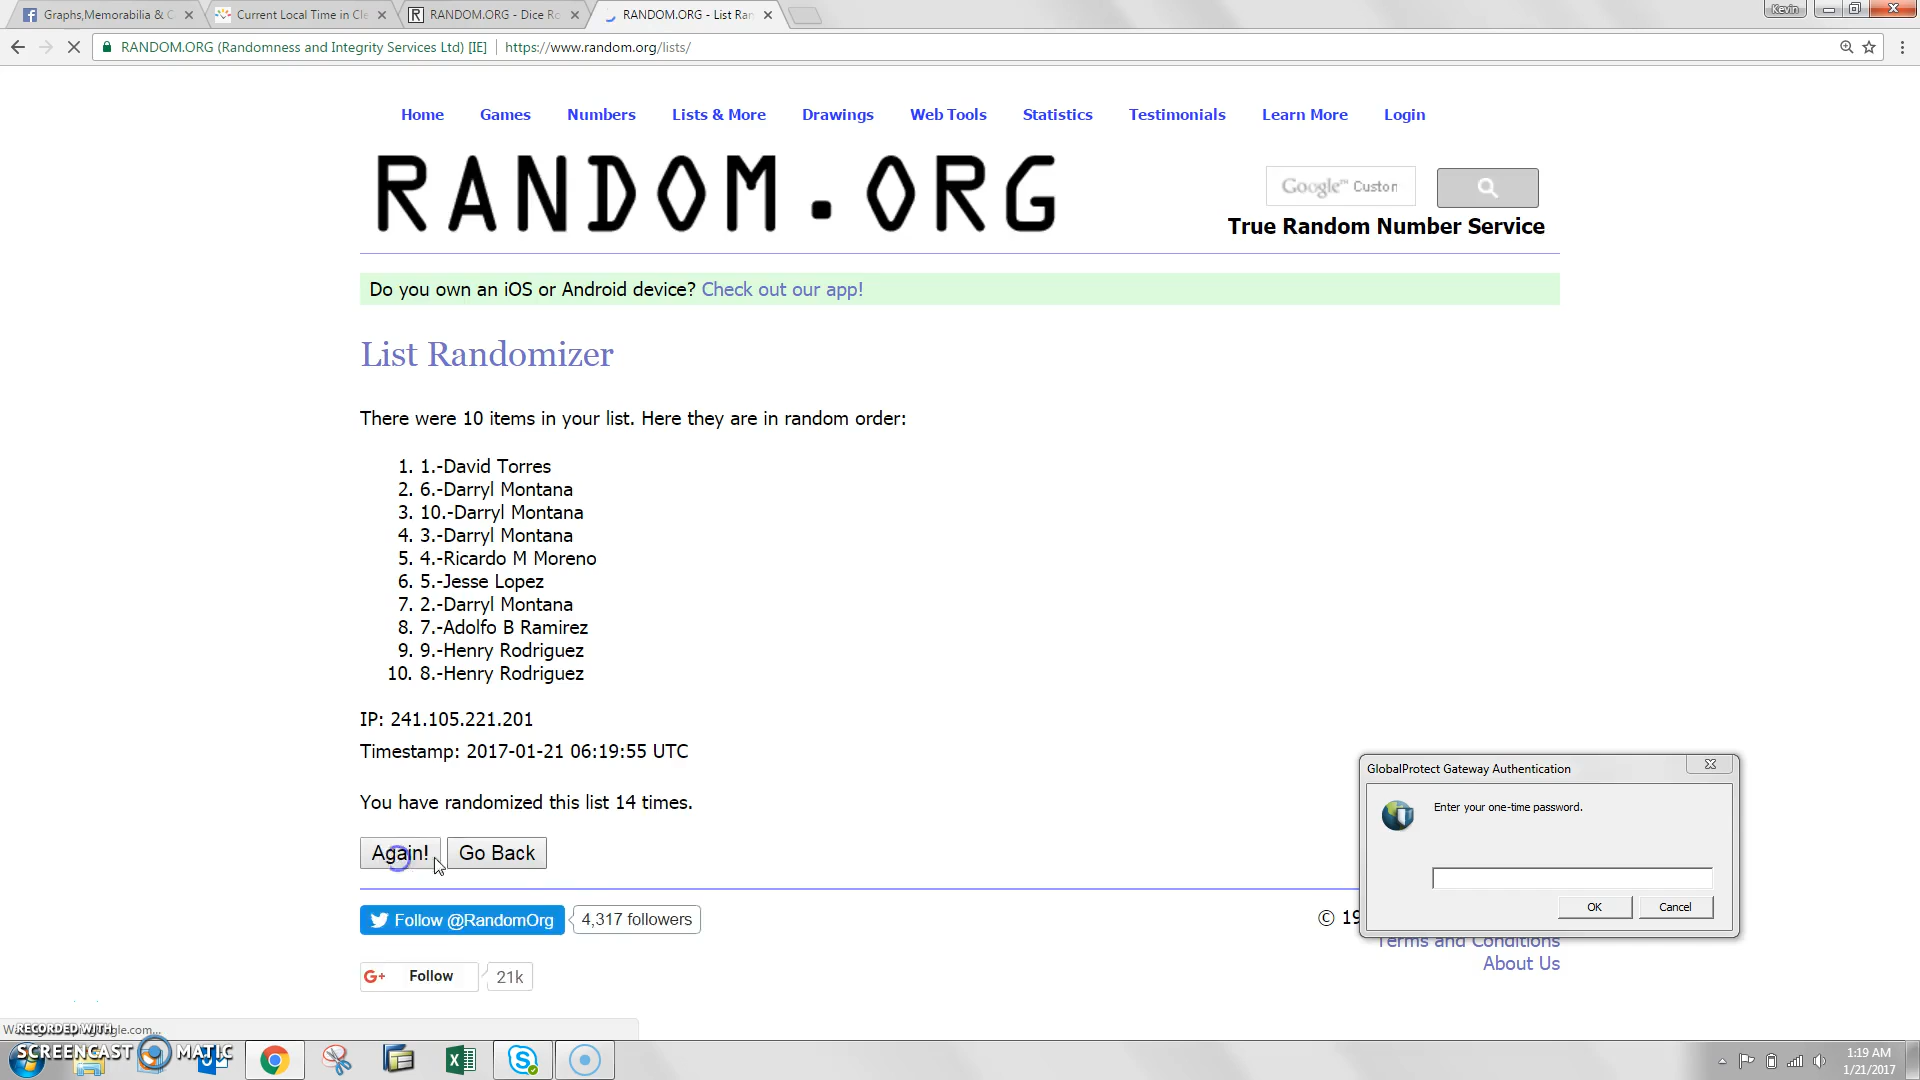 Graphs,Memorabilia & C
Current Local Time in Cle
RANDOM.ORG - Dice Ro
RANDOM.ORG - List Ran
Kevin
RANDOM.ORG (Randomness and Integrity Services Ltd) [IE] https://www.random.org/lists/
Home Games Numbers Lists & More Drawings Web Tools Statistics Testimonials Learn More Login
RANDOM.ORG
Google™ Custom
True Random Number Service
Do you own an iOS or Android device? Check out our app!
List Randomizer
There were 10 items in your list. Here they are in random order:
1. 1.-David Torres
2. 6.-Darryl Montana
3. 10.-Darryl Montana
4. 3.-Darryl Montana
5. 4.-Ricardo M Moreno
6. 5.-Jesse Lopez
7. 2.-Darryl Montana
8. 7.-Adolfo B Ramirez
9. 9.-Henry Rodriguez
10. 8.-Henry Rodriguez
IP: 241.105.221.201
Timestamp: 2017-01-21 06:19:55 UTC
You have randomized this list 14 times.
Again! Go Back
GlobalProtect Gateway Authentication
Enter your one-time password.
OK Cancel
Follow @RandomOrg 4,317 followers
© 19
Terms and Conditions
About Us
G+ Follow 21k
RECORDED WITH
SCREENCAST MATIC
1:19 AM
1/21/2017